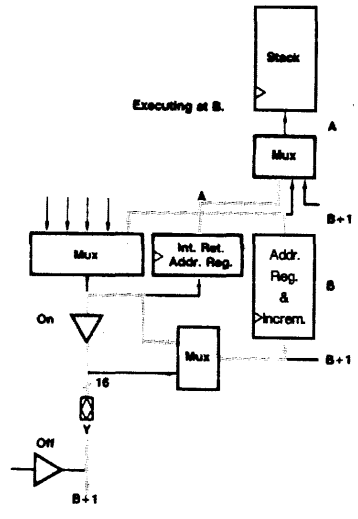 Stack
Executing at B.
A
Mux
A
B+1
Mux
Int. Ret.
Addr. Reg.
Addr.
Reg.
&
Increm.
B
On
Mux
B+1
16
Y
Off
B+1